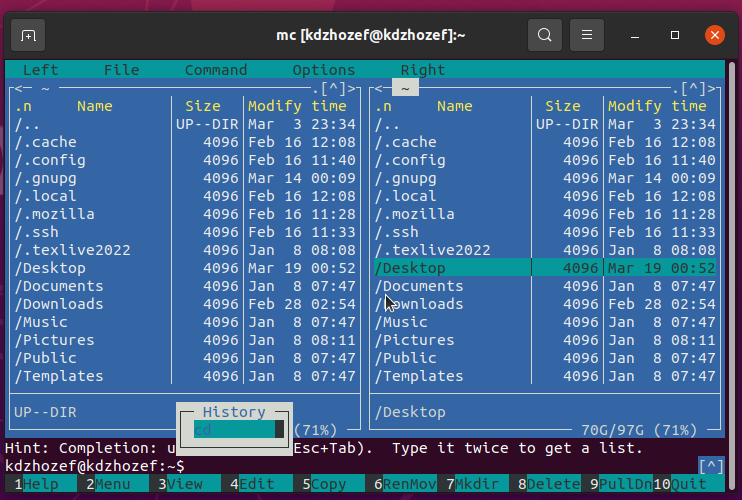 mc [kdzhozef@kdzhozef]:~
Left File Command Options Right
<─ ~ .[^]> <─ ~ .[^]>
.n Name Size Modify time .n Name Size Modify time
/.. UP--DIR Mar 3 23:34 /.. UP--DIR Mar 3 23:34
/.cache 4096 Feb 16 12:08 /.cache 4096 Feb 16 12:08
/.config 4096 Feb 16 11:40 /.config 4096 Feb 16 11:40
/.gnupg 4096 Mar 14 00:09 /.gnupg 4096 Mar 14 00:09
/.local 4096 Feb 16 12:08 /.local 4096 Feb 16 12:08
/.mozilla 4096 Feb 16 11:28 /.mozilla 4096 Feb 16 11:28
/.ssh 4096 Feb 16 11:33 /.ssh 4096 Feb 16 11:33
/.texlive2022 4096 Jan 8 08:08 /.texlive2022 4096 Jan 8 08:08
/Desktop 4096 Mar 19 00:52 /Desktop 4096 Mar 19 00:52
/Documents 4096 Jan 8 07:47 /Documents 4096 Jan 8 07:47
/Downloads 4096 Feb 28 02:54 /Downloads 4096 Feb 28 02:54
/Music 4096 Jan 8 07:47 /Music 4096 Jan 8 07:47
/Pictures 4096 Jan 8 08:11 /Pictures 4096 Jan 8 08:11
/Public 4096 Jan 8 07:47 /Public 4096 Jan 8 07:47
/Templates 4096 Jan 8 07:47 /Templates 4096 Jan 8 07:47
UP--DIR /Desktop
History
cd
(71%) 70G/97G (71%)
Hint: Completion: u Esc+Tab). Type it twice to get a list.
kdzhozef@kdzhozef:~$ [^]
1Help 2Menu 3View 4Edit 5Copy 6RenMov 7Mkdir 8Delete 9PullDn 10Quit